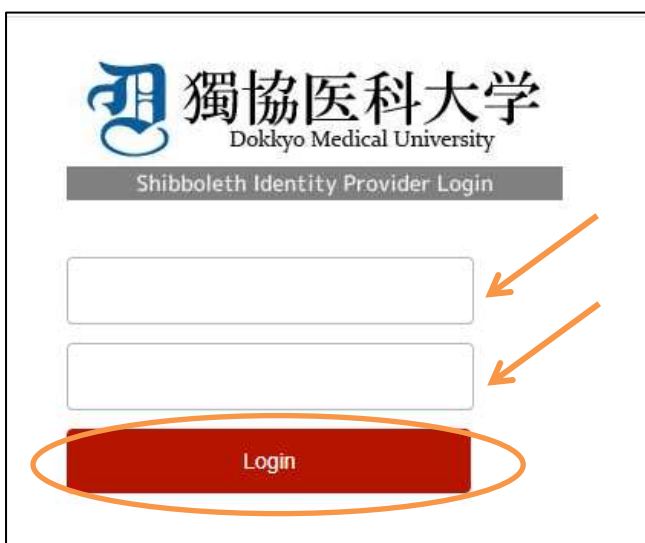 獨協医科大学
Dokkyo Medical University
Shibboleth Identity Provider Login
Login